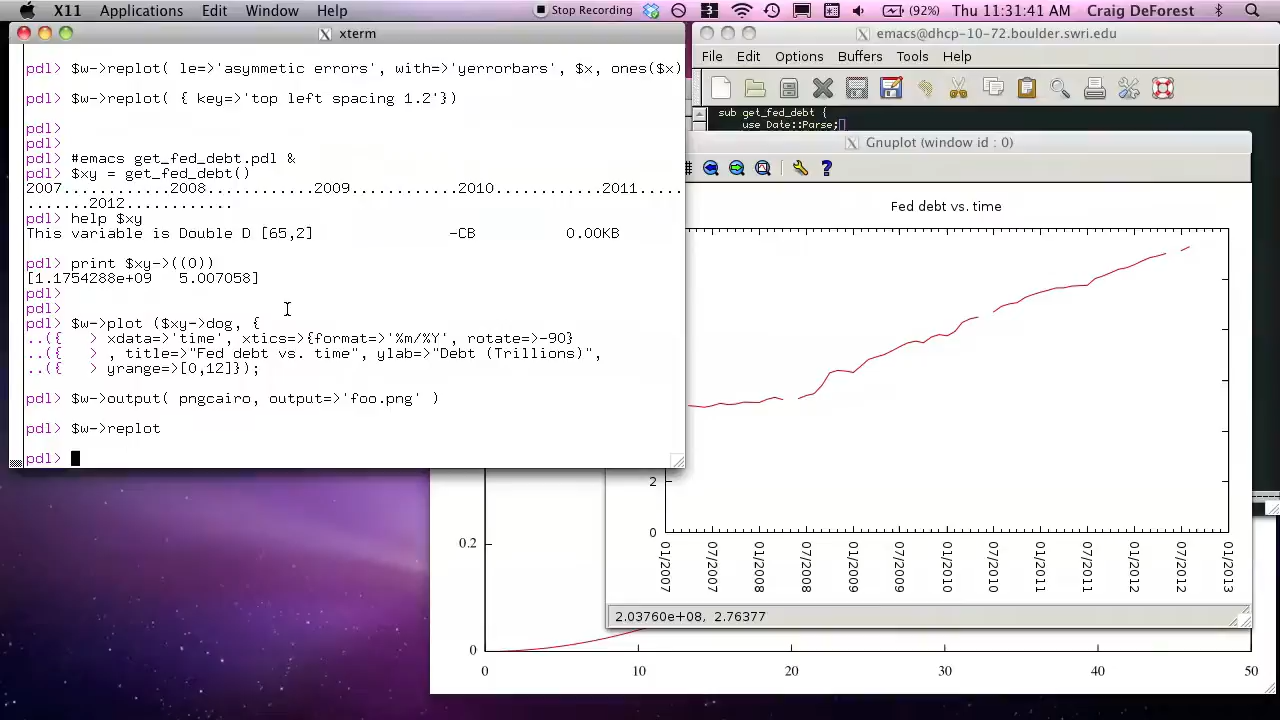 X11 Applications Edit Window Help
Stop Recording 3 (92%) Thu 11:31:41 AM Craig DeForest
xterm
pdl> $w->replot( le=>'asymmetic errors', with=>'yerrorbars', $x, ones($x)
pdl> $w->replot( { key=>'top left spacing 1.2'})
pdl>
pdl>
pdl> #emacs get_fed_debt.pdl &
pdl> $xy = get_fed_debt()
2007............2008............2009............2010............2011.....
.......2012............
pdl> help $xy
This variable is Double D [65,2] -CB 0.00KB
pdl> print $xy->((0))
[1.1754288e+09 5.007058]
pdl>
pdl>
pdl> $w->plot ($xy->dog, {
..({ > xdata=>'time', xtics=>{format=>'%m/%Y', rotate=>-90}
..({ > , title=>"Fed debt vs. time", ylab=>"Debt (Trillions)",
..({ > yrange=>[0,12]});
pdl> $w->output( pngcairo, output=>'foo.png' )
pdl> $w->replot
pdl>
emacs@dhcp-10-72.boulder.swri.edu
File Edit Options Buffers Tools Help
sub get_fed_debt {
use Date::Parse;
Gnuplot (window id : 0)
Fed debt vs. time
2
0
01/2007 07/2007 01/2008 07/2008 01/2009 07/2009 01/2010 07/2010 01/2011 07/2011 01/2012 07/2012 01/2013
2.03760e+08, 2.76377
0.2
0
0 10 20 30 40 50